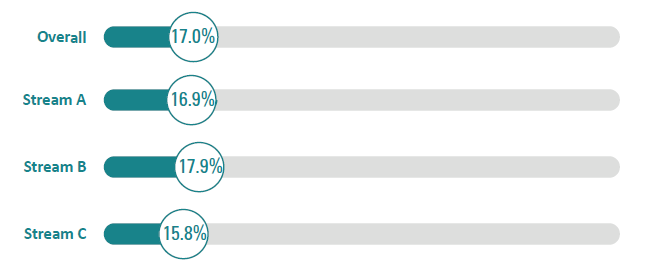 Overall 17.0%
Stream A 16.9%
Stream B 17.9%
Stream C 15.8%